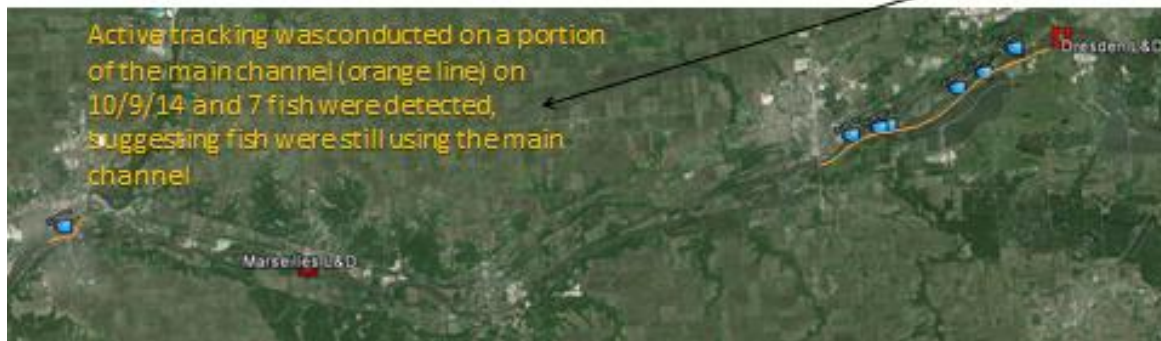 Active tracking wasconducted on a portion
of the main channel (orange line) on
10/9/14 and 7 fish were detected,
suggesting fish were still using the main
channel
Dresden L&D
Marseilles L&D